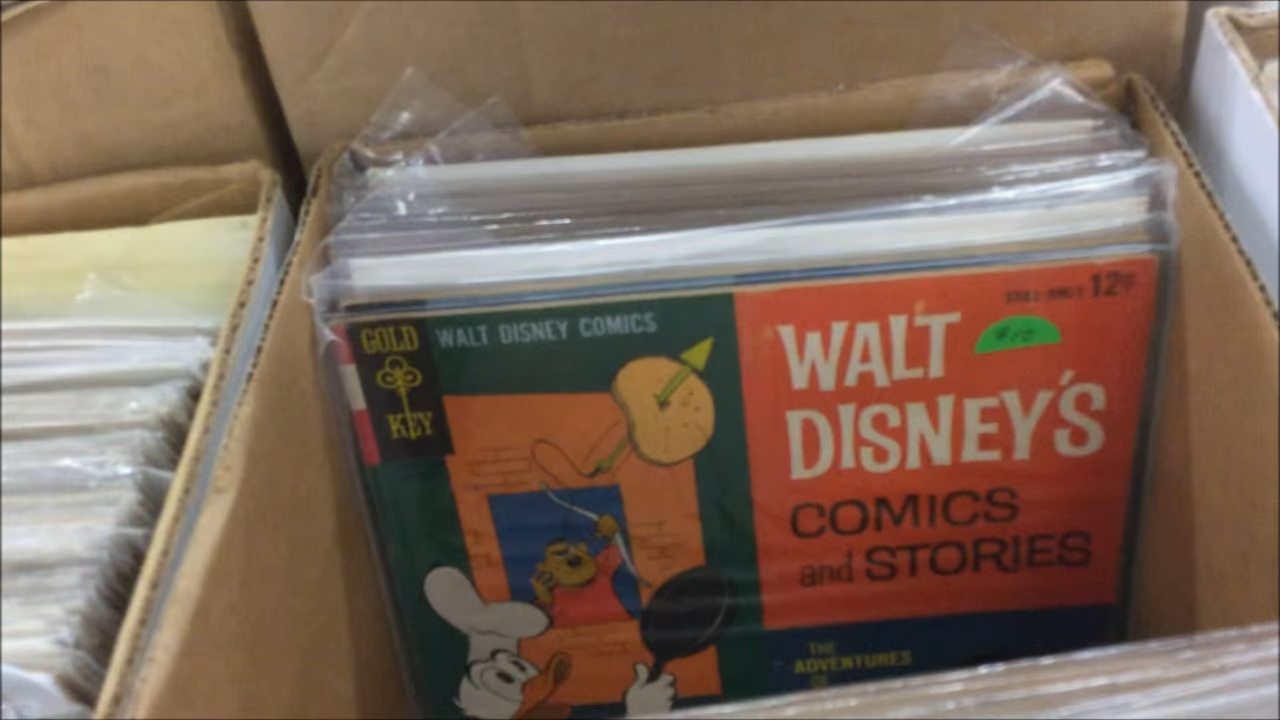 GOLD
KEY
WALT DISNEY COMICS
12¢
WALT
DISNEY'S
COMICS
and STORIES
THE
ADVENTURES